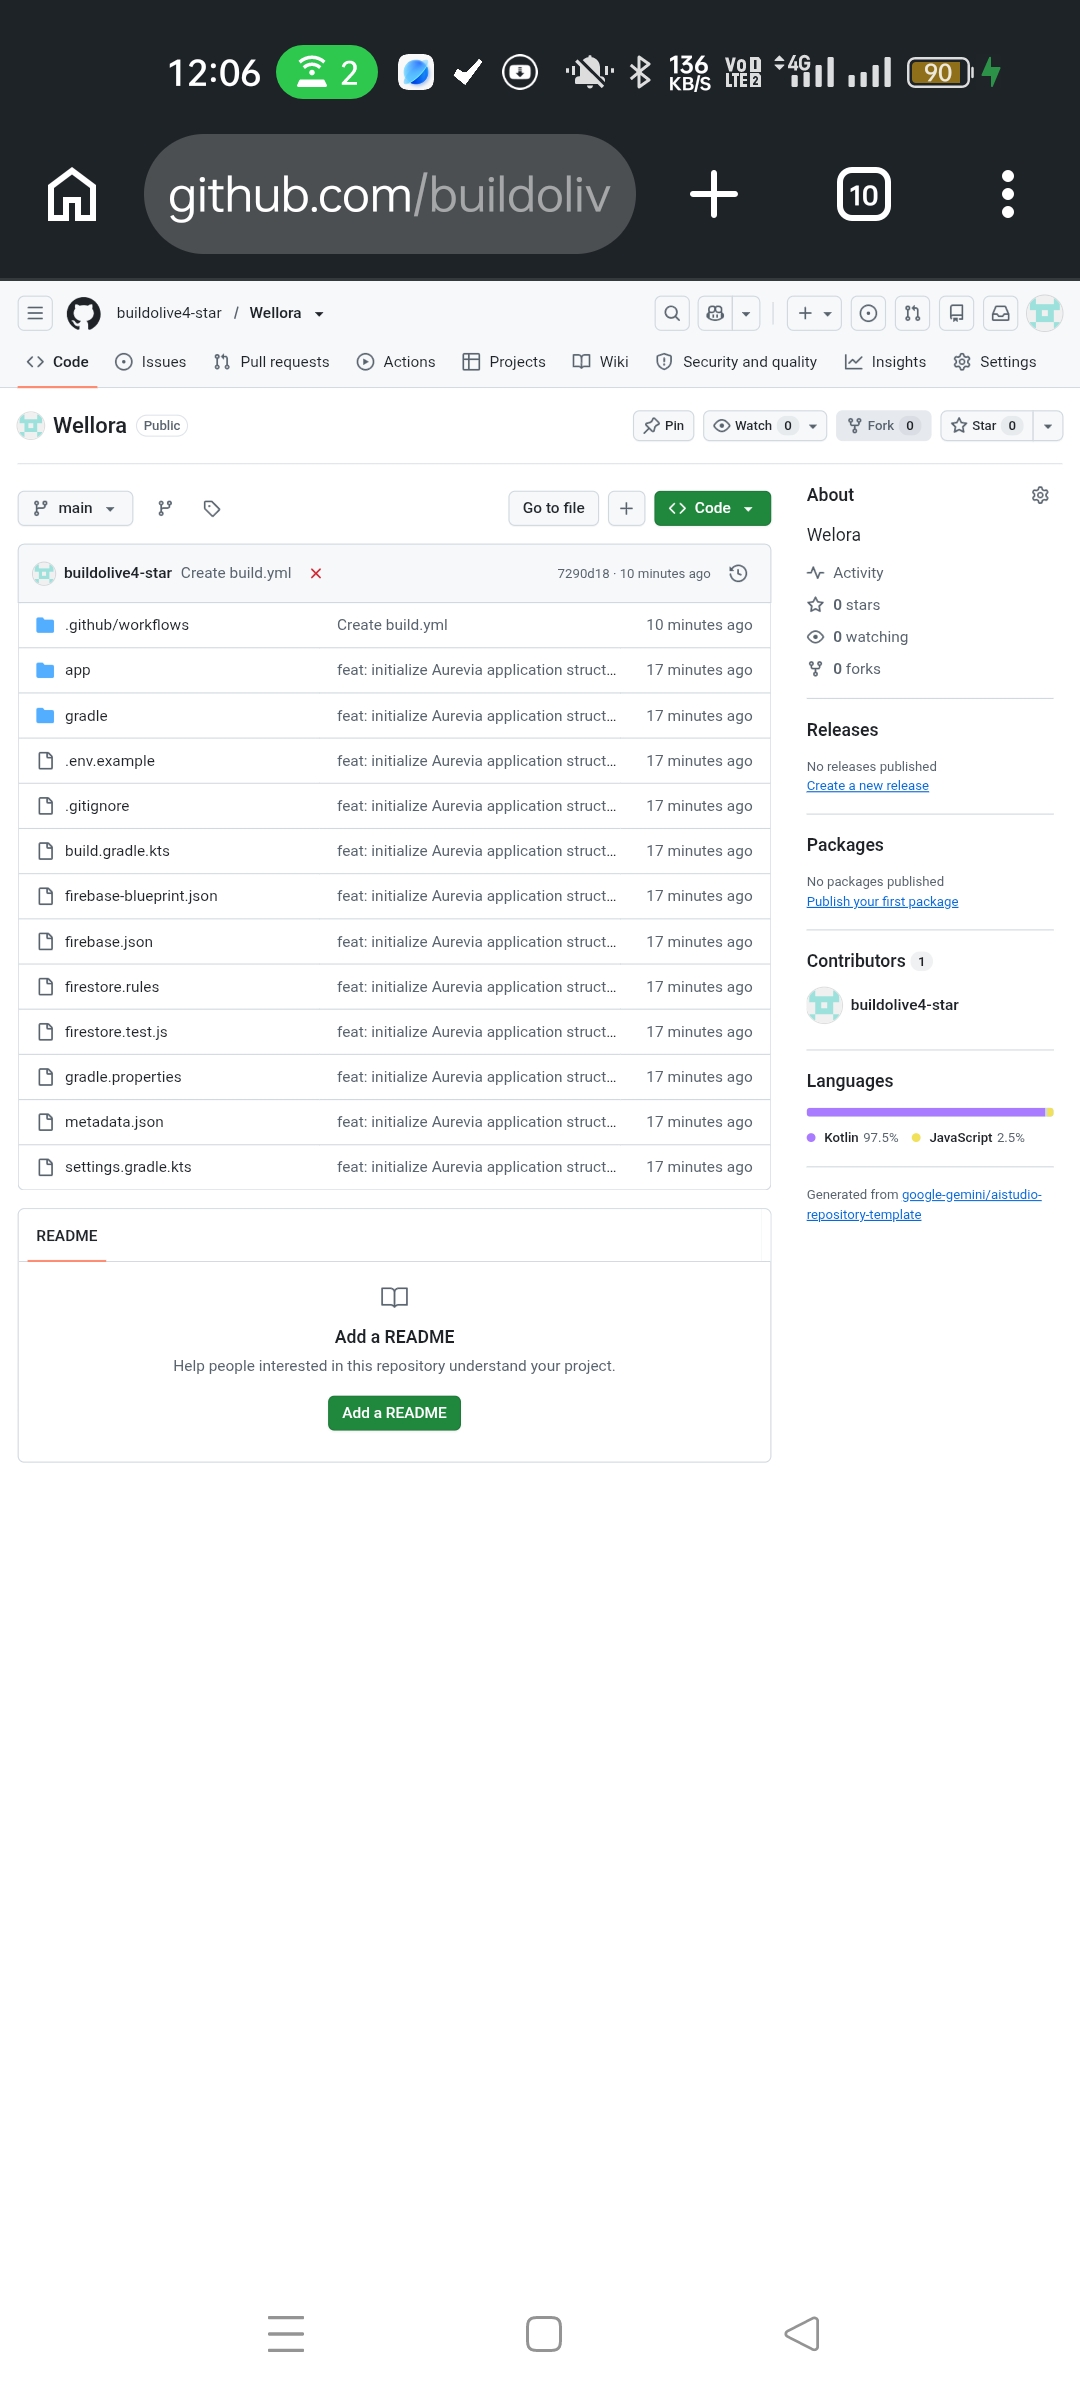 12:06
2
136
KB/S
VoD
LTE 2
4G
90
github.com/buildoliv
10
buildolive4-star / Wellora
Code
Issues
Pull requests
Actions
Projects
Wiki
Security and quality
Insights
Settings
Wellora
Public
Pin
Watch 0
Fork 0
Star 0
main
Go to file
Code
buildolive4-star Create build.yml
7290d18 · 10 minutes ago
.github/workflows Create build.yml 10 minutes ago
app feat: initialize Aurevia application struct... 17 minutes ago
gradle feat: initialize Aurevia application struct... 17 minutes ago
.env.example feat: initialize Aurevia application struct... 17 minutes ago
.gitignore feat: initialize Aurevia application struct... 17 minutes ago
build.gradle.kts feat: initialize Aurevia application struct... 17 minutes ago
firebase-blueprint.json feat: initialize Aurevia application struct... 17 minutes ago
firebase.json feat: initialize Aurevia application struct... 17 minutes ago
firestore.rules feat: initialize Aurevia application struct... 17 minutes ago
firestore.test.js feat: initialize Aurevia application struct... 17 minutes ago
gradle.properties feat: initialize Aurevia application struct... 17 minutes ago
metadata.json feat: initialize Aurevia application struct... 17 minutes ago
settings.gradle.kts feat: initialize Aurevia application struct... 17 minutes ago
README
Add a README
Help people interested in this repository understand your project.
Add a README
About
Welora
Activity
0 stars
0 watching
0 forks
Releases
No releases published
Create a new release
Packages
No packages published
Publish your first package
Contributors 1
buildolive4-star
Languages
Kotlin 97.5%
JavaScript 2.5%
Generated from google-gemini/aistudio-
repository-template